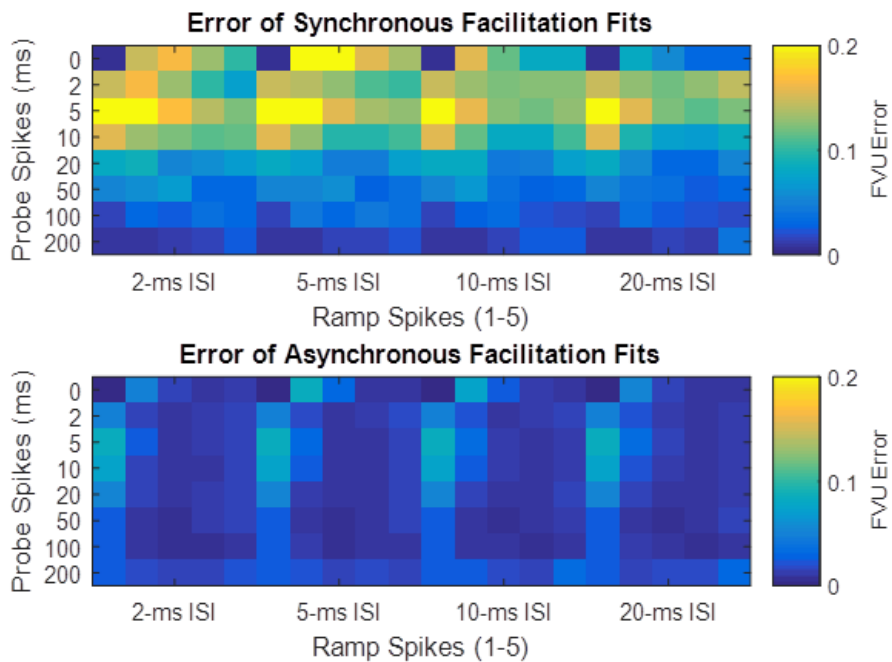 Error of Synchronous Facilitation Fits
Probe Spikes (ms)
0
2
5
10
20
50
100
200
2-ms ISI 5-ms ISI 10-ms ISI 20-ms ISI
Ramp Spikes (1-5)
0.2
0.1
0
FVU Error
Error of Asynchronous Facilitation Fits
Probe Spikes (ms)
0
2
5
10
20
50
100
200
2-ms ISI 5-ms ISI 10-ms ISI 20-ms ISI
Ramp Spikes (1-5)
0.2
0.1
0
FVU Error